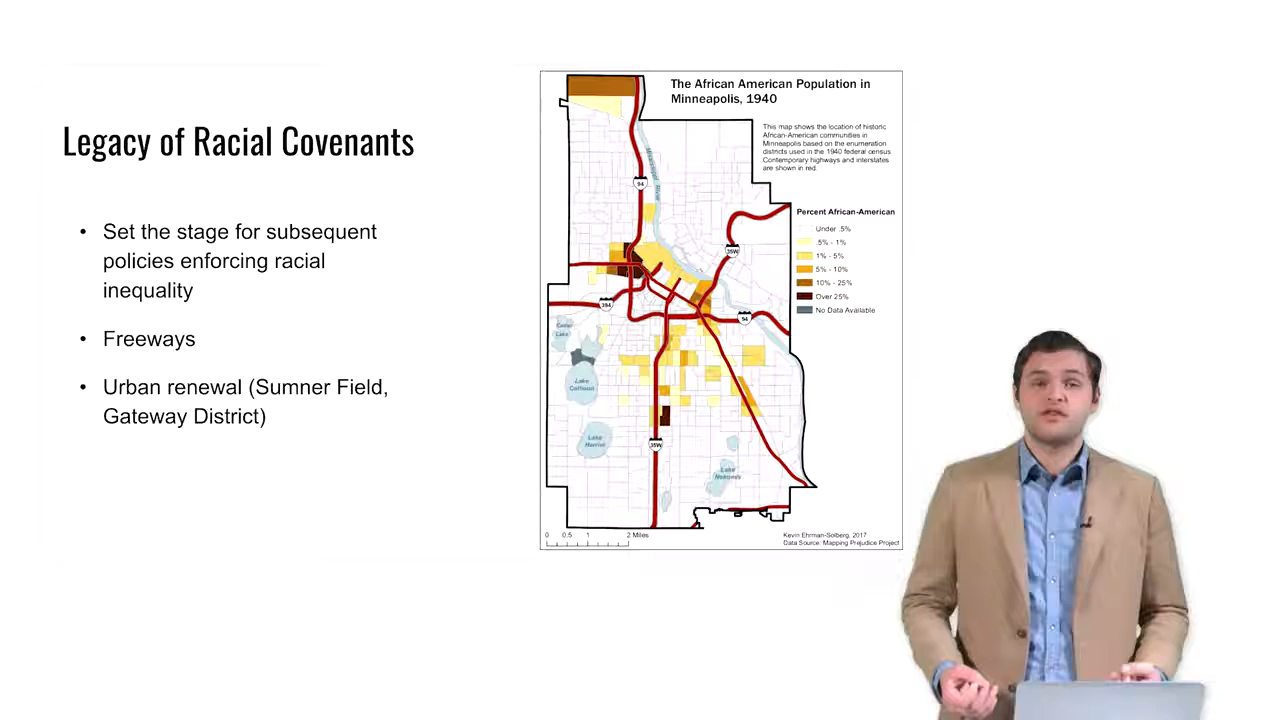 Legacy of Racial Covenants
• Set the stage for subsequent
policies enforcing racial
inequality
• Freeways
• Urban renewal (Sumner Field,
Gateway District)
The African American Population in
Minneapolis, 1940
This map shows the location of historic
African-American communities in
Minneapolis based on the enumeration
districts used in the 1940 federal census
Contemporary highways and interstates
are shown in red.
Percent African-American
Under .5%
.5% - 1%
1% - 5%
5% - 10%
10% - 25%
Over 25%
No Data Available
Mississippi River
94
35W
394
94
Cedar
Lake
Lake
Calhoun
Lake
Harriet
35W
Lake
Nokomis
0 0.5 1 2 Miles
Kevin Ehrman-Solberg, 2017
Data Source: Mapping Prejudice Project